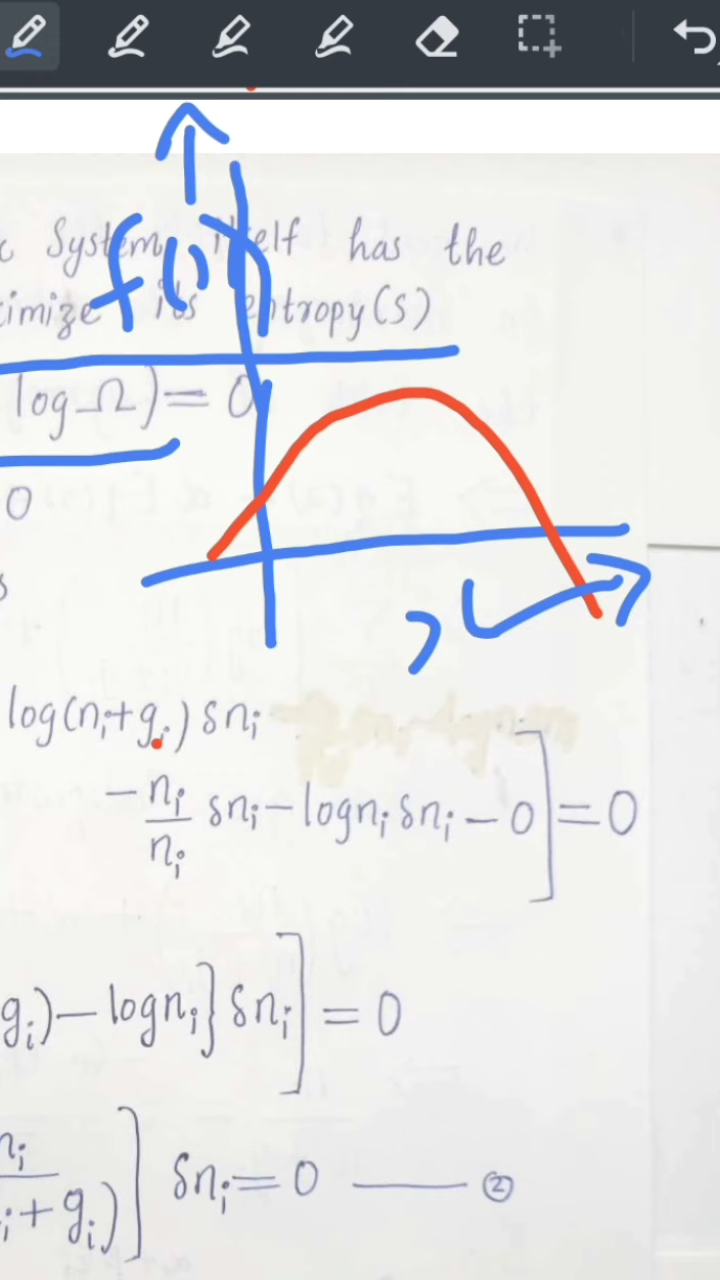 System itself has the
imize its entropy(s)
log Ω) = 0
0
s
log(nᵢ+gᵢ) δnᵢ
- nᵢ/nᵢ δnᵢ - log nᵢ δnᵢ - 0] = 0
gᵢ) - log nᵢ} δnᵢ] = 0
nᵢ/ᵢ+gᵢ)] δnᵢ = 0 —— ②